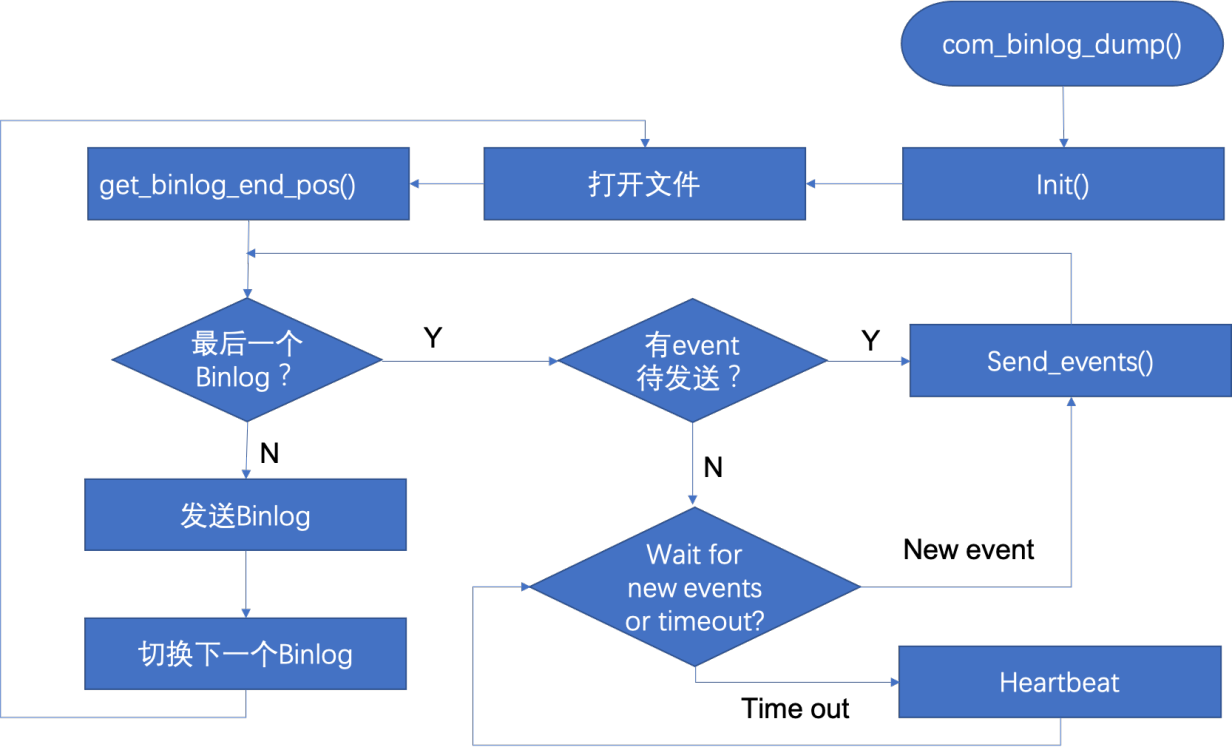 com_binlog_dump()
get_binlog_end_pos()
打开文件
Init()
最后一个
Binlog？
Y
有event
待发送？
Y
Send_events()
N
N
发送Binlog
Wait for
new events
or timeout?
New event
切换下一个Binlog
Heartbeat
Time out